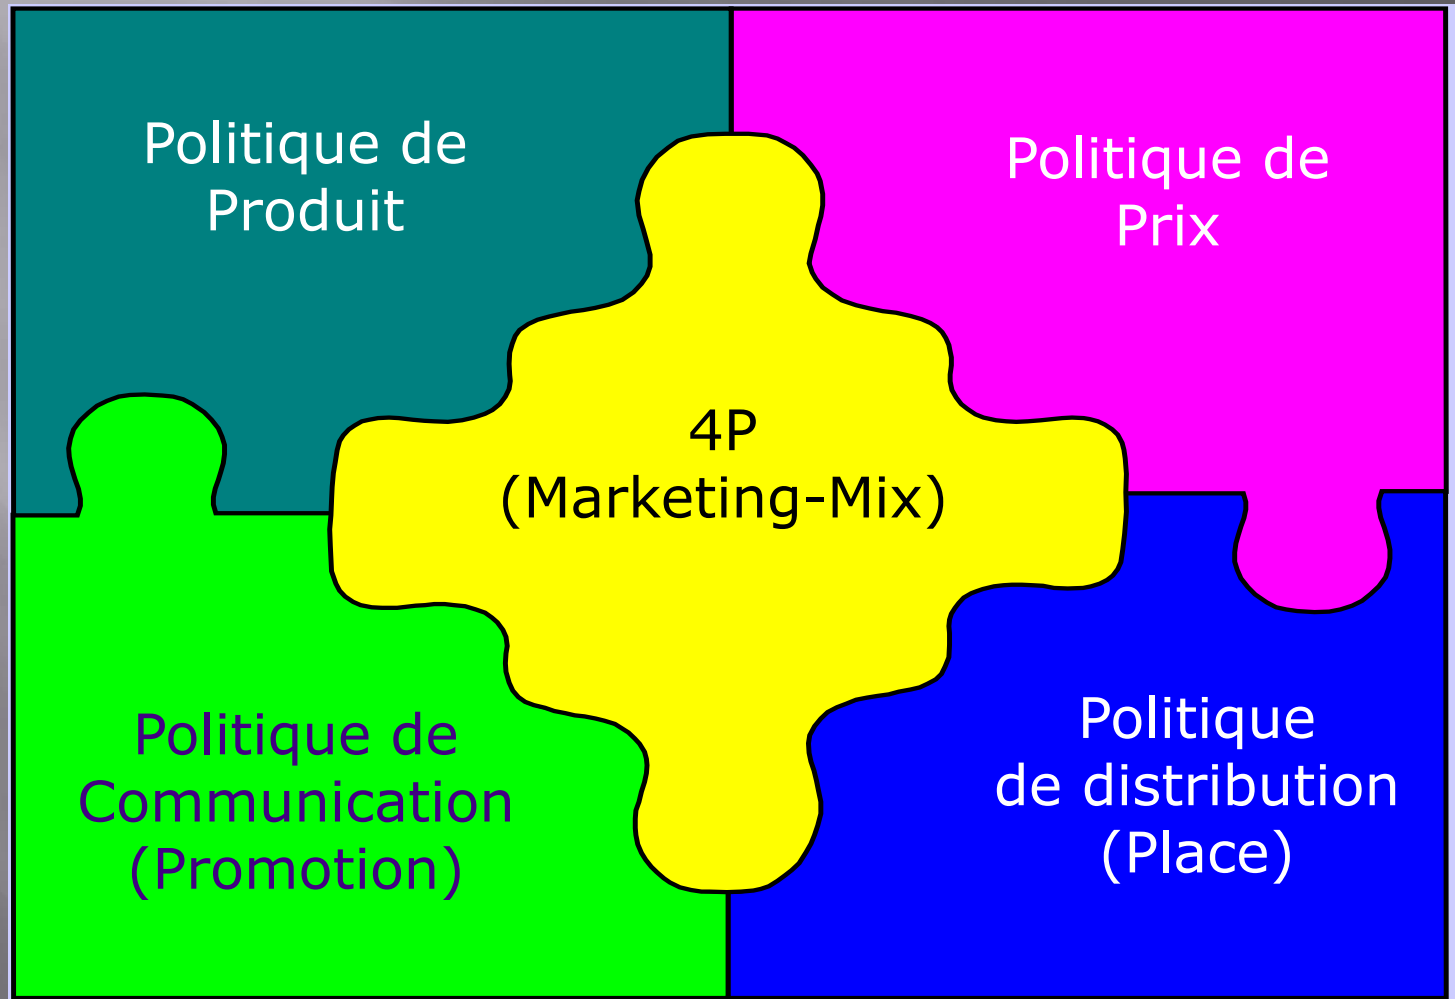 Politique de
Produit
Politique de
Prix
4P
(Marketing-Mix)
Politique de
Communication
(Promotion)
Politique
de distribution
(Place)